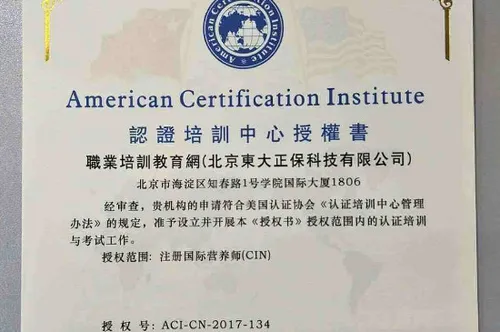 American Certification Institute
American Certification Institute
認證培訓中心授權書
職業培訓教育網(北京東大正保科技有限公司)
北京市海淀区知春路1号学院国际大厦1806
经审查，贵机构的申请符合美国认证协会《认证培训中心管理
办法》的规定，准予设立并开展本《授权书》授权范围内的认证培训
与考试工作。
授权范围：注册国际营养师(CIN)
授 权 号：ACI-CN-2017-134